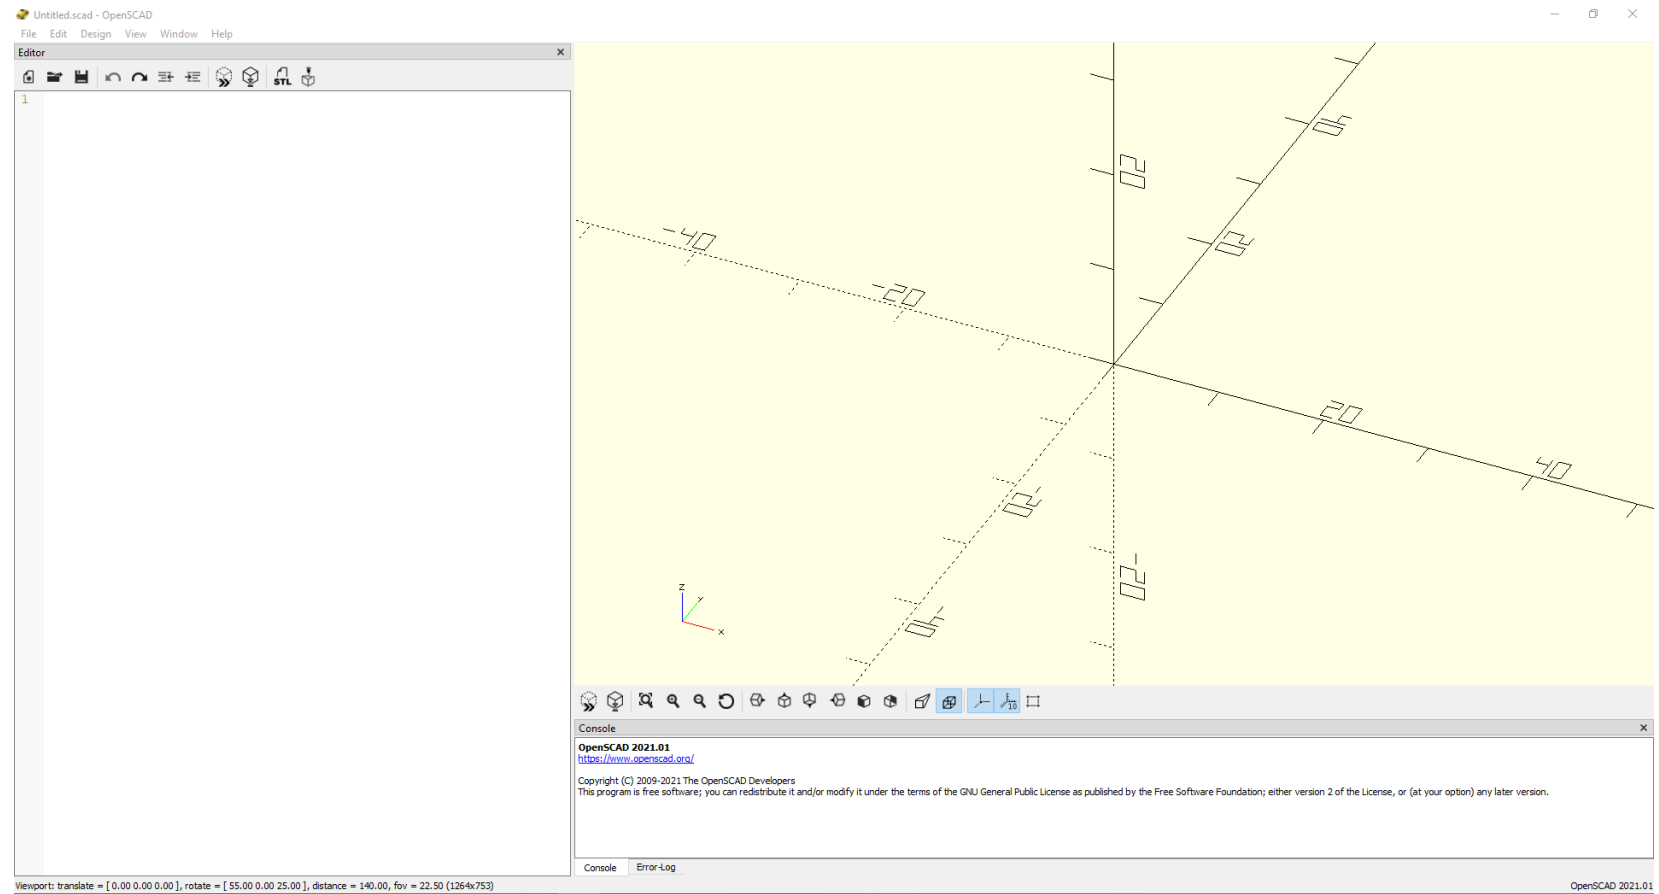 Untitled.scad - OpenSCAD
File Edit Design View Window Help
Editor
STL
1
-40
-20
20
40
20
40
-20
-40
20
-20
Z
Y
X
10
Console
OpenSCAD 2021.01
https://www.openscad.org/
Copyright (C) 2009-2021 The OpenSCAD Developers
This program is free software; you can redistribute it and/or modify it under the terms of the GNU General Public License as published by the Free Software Foundation; either version 2 of the License, or (at your option) any later version.
Console Error-Log
Viewport: translate = [ 0.00 0.00 0.00 ], rotate = [ 55.00 0.00 25.00 ], distance = 140.00, fov = 22.50 (1264x753)
OpenSCAD 2021.01